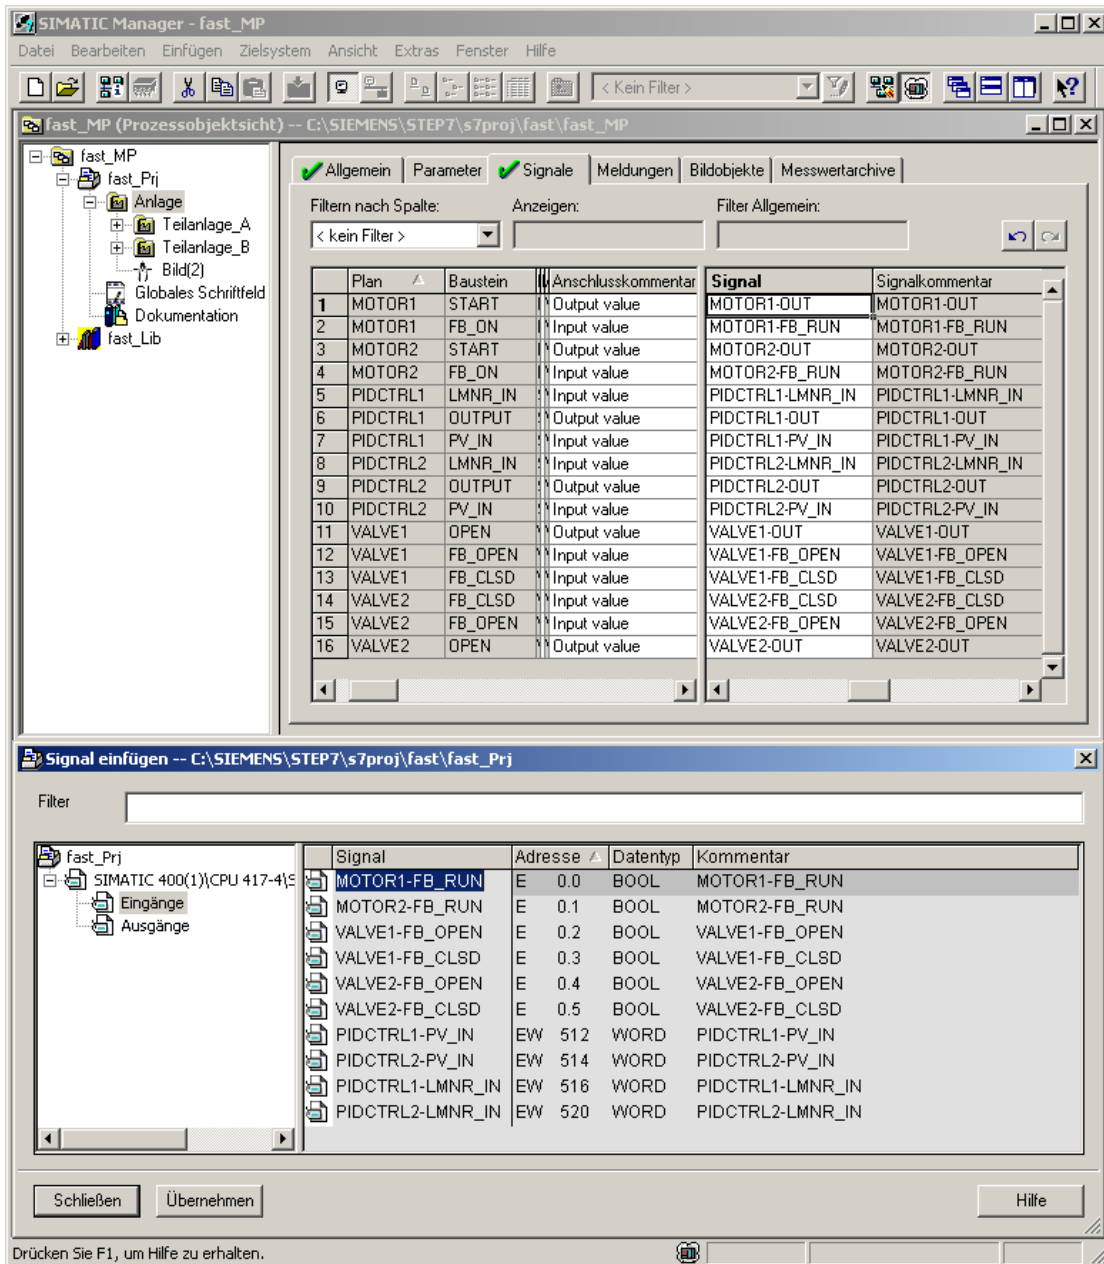 SIMATIC Manager - fast_MP
Datei Bearbeiten Einfügen Zielsystem Ansicht Extras Fenster Hilfe
< Kein Filter >
fast_MP (Prozessobjektsicht) -- C:\SIEMENS\STEP7\s7proj\fast\fast_MP
fast_MP
fast_Prj
Anlage
Teilanlage_A
Teilanlage_B
Bild(2)
Globales Schriftfeld
Dokumentation
fast_Lib
Allgemein Parameter Signale Meldungen Bildobjekte Messwertarchive
Filtern nach Spalte: Anzeigen: Filter Allgemein:
< kein Filter >
Plan Baustein Anschlusskommentar Signal Signalkommentar
1 MOTOR1 START Output value MOTOR1-OUT MOTOR1-OUT
2 MOTOR1 FB_ON Input value MOTOR1-FB_RUN MOTOR1-FB_RUN
3 MOTOR2 START Output value MOTOR2-OUT MOTOR2-OUT
4 MOTOR2 FB_ON Input value MOTOR2-FB_RUN MOTOR2-FB_RUN
5 PIDCTRL1 LMNR_IN Input value PIDCTRL1-LMNR_IN PIDCTRL1-LMNR_IN
6 PIDCTRL1 OUTPUT Output value PIDCTRL1-OUT PIDCTRL1-OUT
7 PIDCTRL1 PV_IN Input value PIDCTRL1-PV_IN PIDCTRL1-PV_IN
8 PIDCTRL2 LMNR_IN Input value PIDCTRL2-LMNR_IN PIDCTRL2-LMNR_IN
9 PIDCTRL2 OUTPUT Output value PIDCTRL2-OUT PIDCTRL2-OUT
10 PIDCTRL2 PV_IN Input value PIDCTRL2-PV_IN PIDCTRL2-PV_IN
11 VALVE1 OPEN Output value VALVE1-OUT VALVE1-OUT
12 VALVE1 FB_OPEN Input value VALVE1-FB_OPEN VALVE1-FB_OPEN
13 VALVE1 FB_CLSD Input value VALVE1-FB_CLSD VALVE1-FB_CLSD
14 VALVE2 FB_CLSD Input value VALVE2-FB_CLSD VALVE2-FB_CLSD
15 VALVE2 FB_OPEN Input value VALVE2-FB_OPEN VALVE2-FB_OPEN
16 VALVE2 OPEN Output value VALVE2-OUT VALVE2-OUT
Signal einfügen -- C:\SIEMENS\STEP7\s7proj\fast\fast_Prj
Filter
fast_Prj
SIMATIC 400(1)\CPU 417-4\S
Eingänge
Ausgänge
Signal Adresse Datentyp Kommentar
MOTOR1-FB_RUN E 0.0 BOOL MOTOR1-FB_RUN
MOTOR2-FB_RUN E 0.1 BOOL MOTOR2-FB_RUN
VALVE1-FB_OPEN E 0.2 BOOL VALVE1-FB_OPEN
VALVE1-FB_CLSD E 0.3 BOOL VALVE1-FB_CLSD
VALVE2-FB_OPEN E 0.4 BOOL VALVE2-FB_OPEN
VALVE2-FB_CLSD E 0.5 BOOL VALVE2-FB_CLSD
PIDCTRL1-PV_IN EW 512 WORD PIDCTRL1-PV_IN
PIDCTRL2-PV_IN EW 514 WORD PIDCTRL2-PV_IN
PIDCTRL1-LMNR_IN EW 516 WORD PIDCTRL1-LMNR_IN
PIDCTRL2-LMNR_IN EW 520 WORD PIDCTRL2-LMNR_IN
Schließen Übernehmen Hilfe
Drücken Sie F1, um Hilfe zu erhalten.